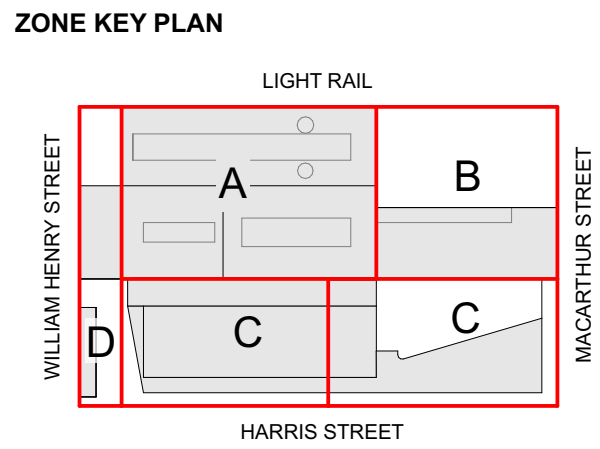 ZONE KEY PLAN
LIGHT RAIL
WILLIAM HENRY STREET
A
B
MACARTHUR STREET
D
C
C
HARRIS STREET